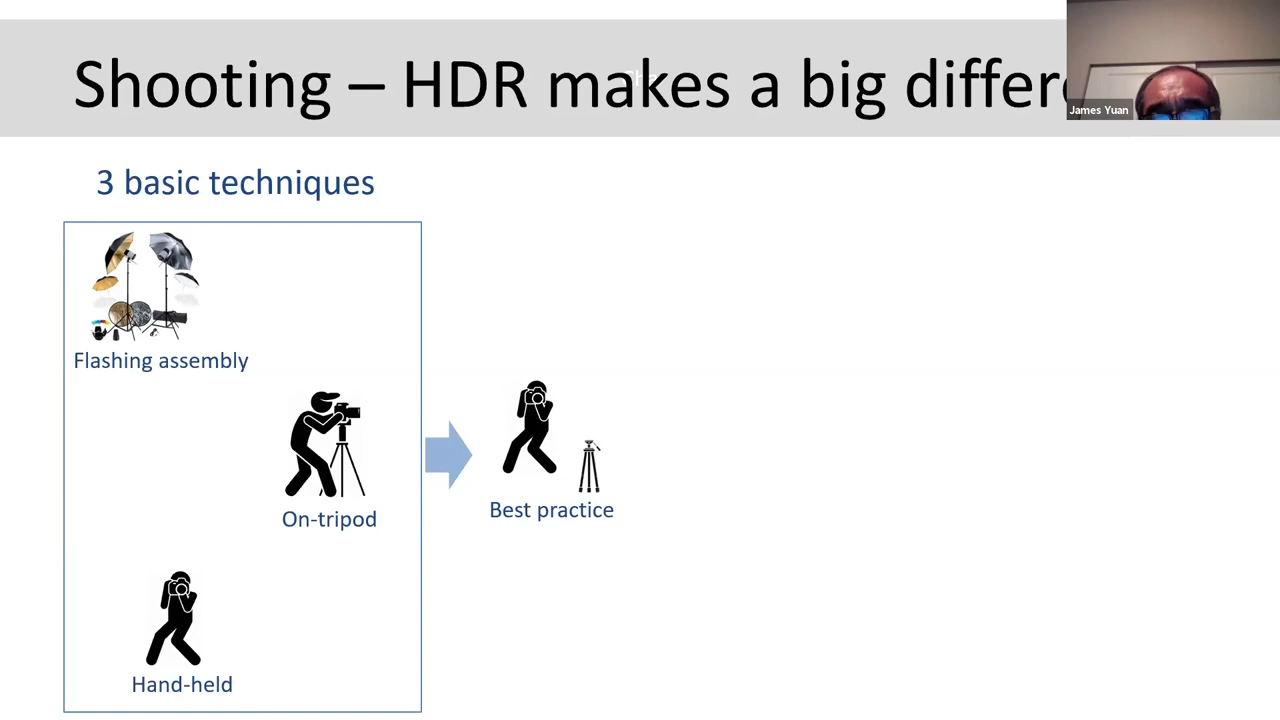 Shooting – HDR makes a big differe
James Yuan
3 basic techniques
Flashing assembly
On-tripod
Best practice
Hand-held